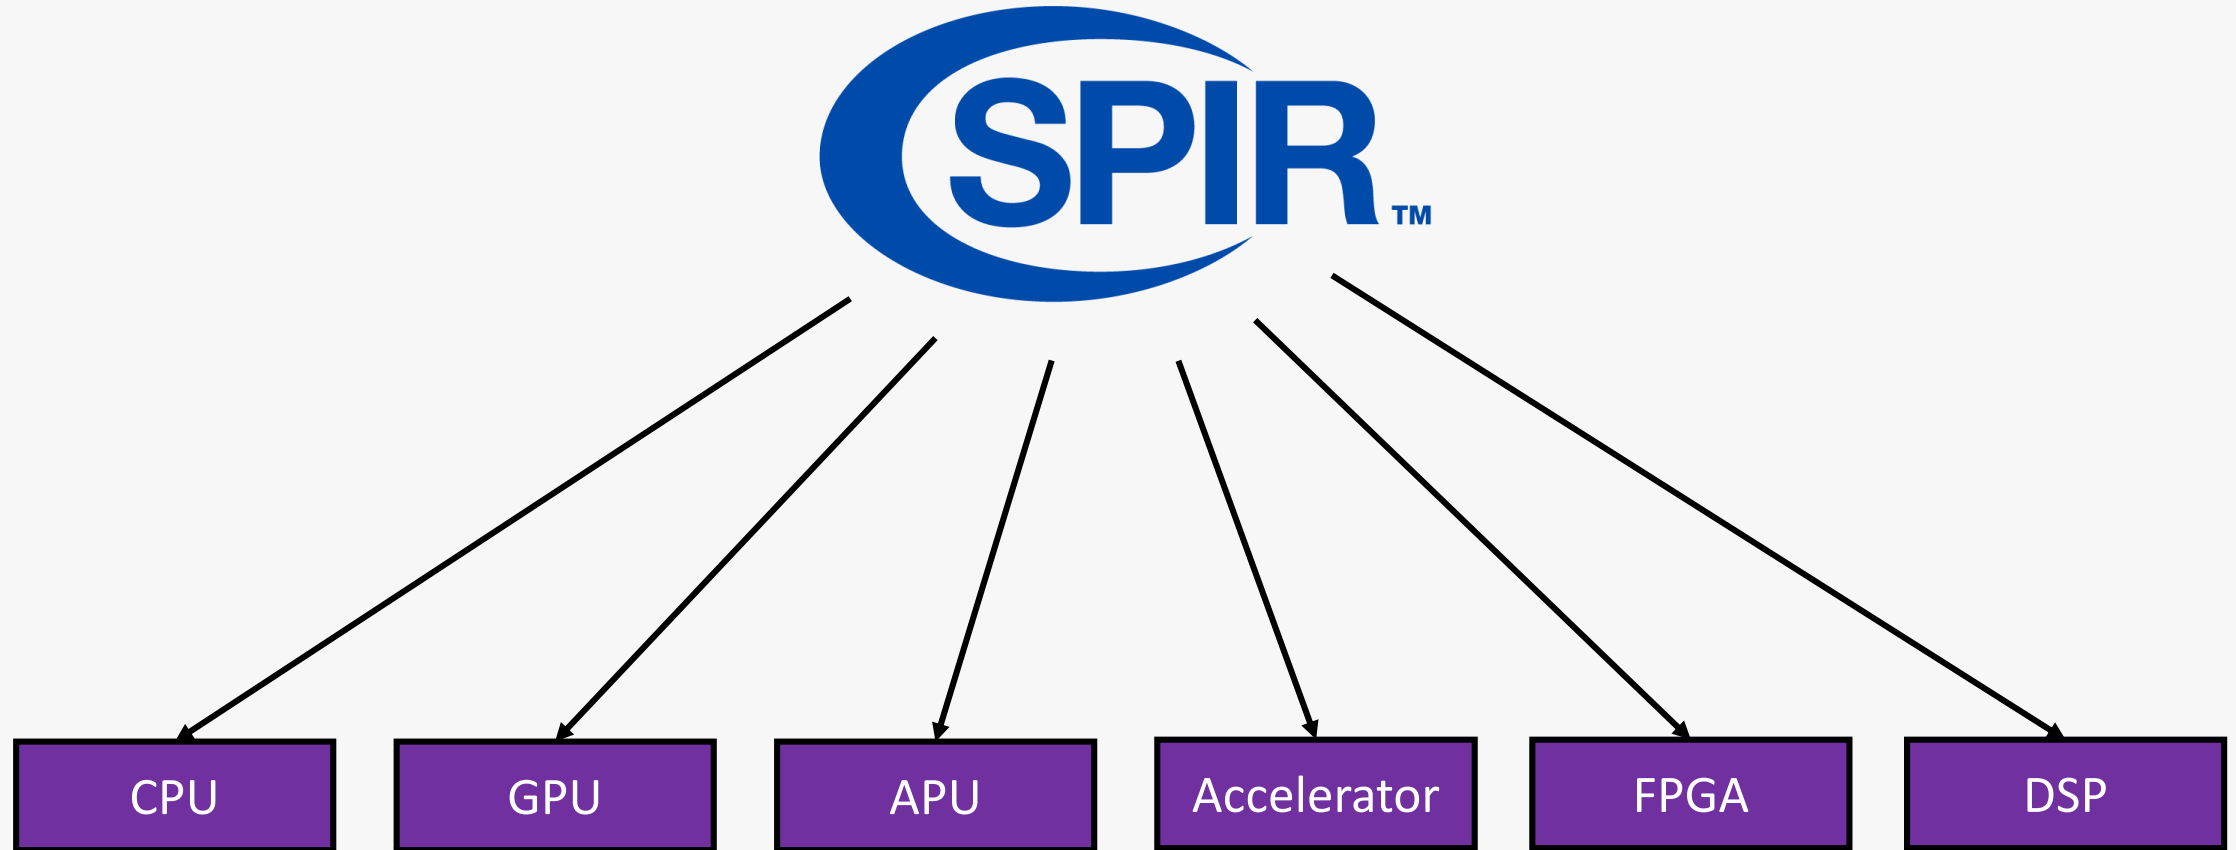 SPIR™
CPU
GPU
APU
Accelerator
FPGA
DSP